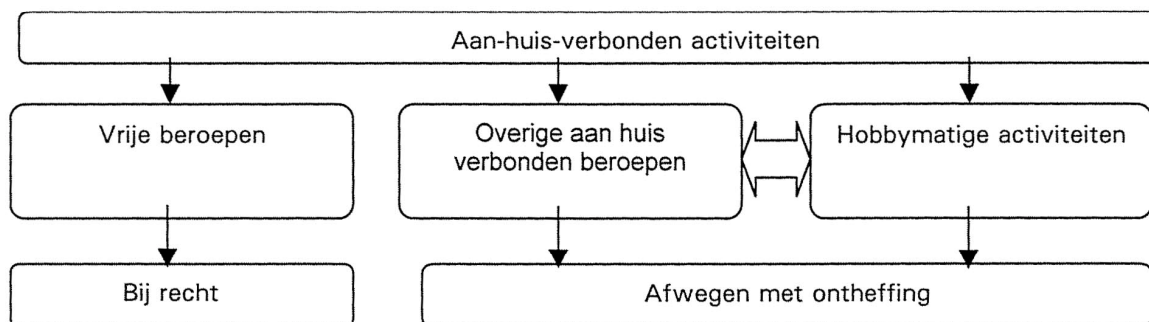 Aan-huis-verbonden activiteiten
Vrije beroepen
Overige aan huis
verbonden beroepen
Hobbymatige activiteiten
Bij recht
Afwegen met ontheffing